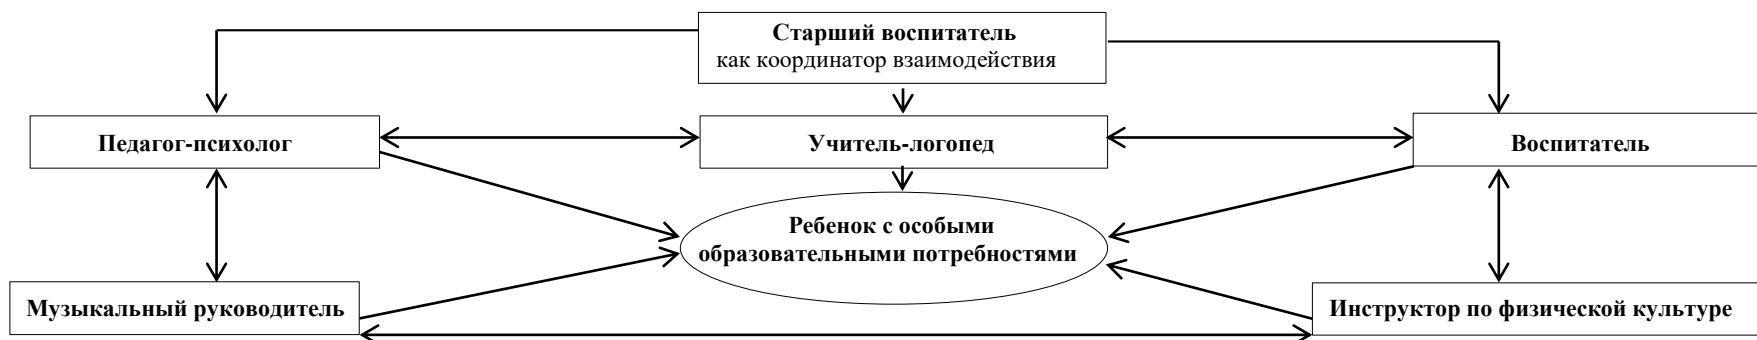 Старший воспитатель
как координатор взаимодействия
Педагог-психолог
Учитель-логопед
Воспитатель
Ребенок с особыми
образовательными потребностями
Музыкальный руководитель
Инструктор по физической культуре